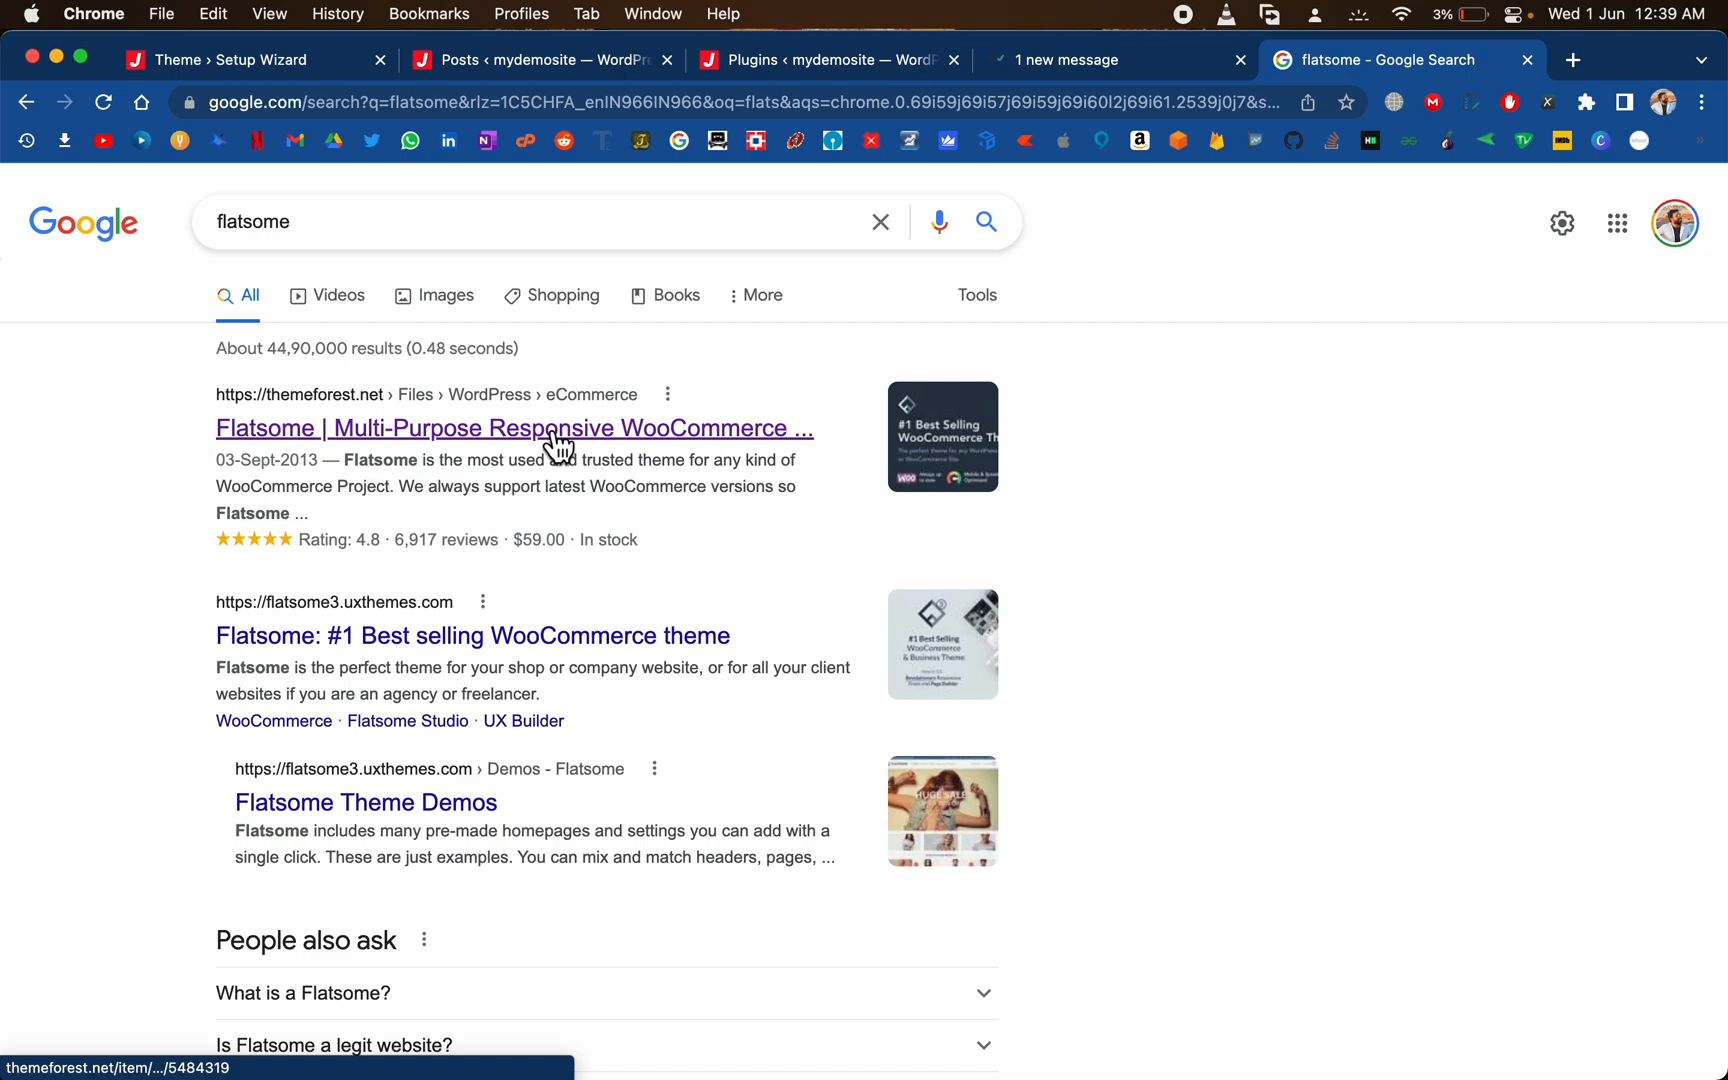 Chrome File Edit View History Bookmarks Profiles Tab Window Help 3% Wed 1 Jun 12:39 AM
Theme › Setup Wizard
Posts ‹ mydemosite — WordPr
Plugins ‹ mydemosite — WordP
1 new message
flatsome - Google Search
google.com/search?q=flatsome&rlz=1C5CHFA_enIN966IN966&oq=flats&aqs=chrome.0.69i59j69i57j69i59j69i60l2j69i61.2539j0j7&s...
Google
flatsome
All Videos Images Shopping Books More Tools
About 44,90,000 results (0.48 seconds)
https://themeforest.net › Files › WordPress › eCommerce
Flatsome | Multi-Purpose Responsive WooCommerce ...
03-Sept-2013 — Flatsome is the most used and trusted theme for any kind of
WooCommerce Project. We always support latest WooCommerce versions so
Flatsome ...
Rating: 4.8 · 6,917 reviews · $59.00 · In stock
#1 Best Selling
WooCommerce Th
https://flatsome3.uxthemes.com
Flatsome: #1 Best selling WooCommerce theme
Flatsome is the perfect theme for your shop or company website, or for all your client
websites if you are an agency or freelancer.
WooCommerce · Flatsome Studio · UX Builder
#1 Best Selling
WooCommerce
& Business Theme
https://flatsome3.uxthemes.com › Demos - Flatsome
Flatsome Theme Demos
Flatsome includes many pre-made homepages and settings you can add with a
single click. These are just examples. You can mix and match headers, pages, ...
HUGE SALE
People also ask
What is a Flatsome?
Is Flatsome a legit website?
themeforest.net/item/.../5484319